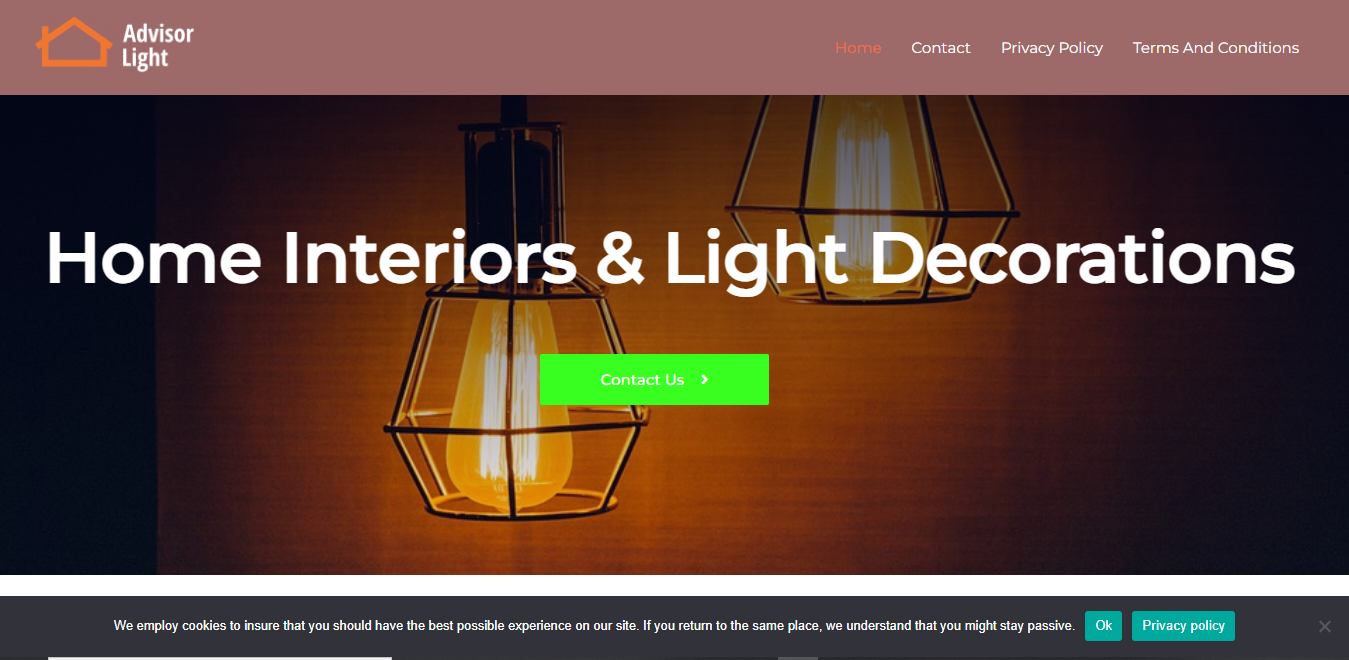 Advisor
Light
Home Contact Privacy Policy Terms And Conditions
Home Interiors & Light Decorations
Contact Us
We employ cookies to insure that you should have the best possible experience on our site. If you return to the same place, we understand that you might stay passive. Ok Privacy policy